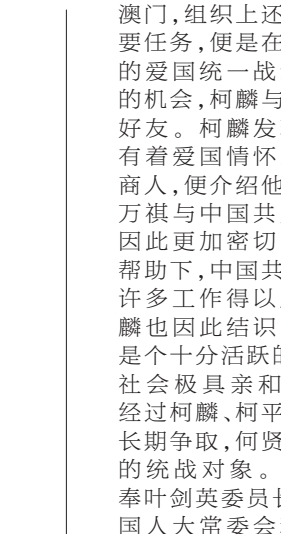 澳门,组织上还
要任务,便是在
的爱国统一战
的机会,柯麟与
好友。柯麟发
有着爱国情怀
商人,便介绍他
万祺与中国共
因此更加密切
帮助下,中国共
许多工作得以
麟也因此结识
是个十分活跃的
社会极具亲和
经过柯麟、柯平
长期争取,何贤
的统战对象。
奉叶剑英委员长
国人大常委会